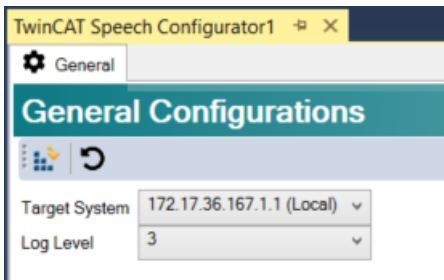 TwinCAT Speech Configurator1
General
General Configurations
Target System 172.17.36.167.1.1 (Local)
Log Level 3